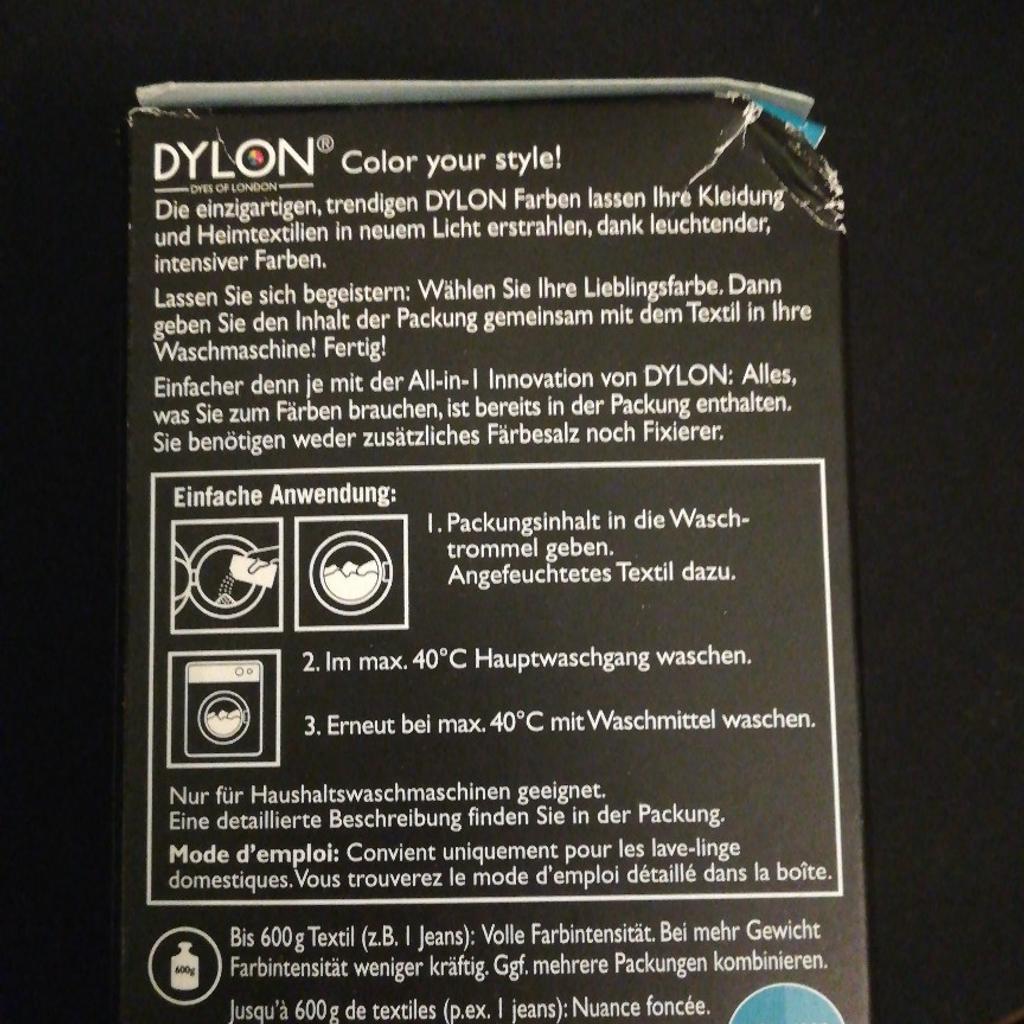 DYLON® Color your style!
DYES OF LONDON
Die einzigartigen, trendigen DYLON Farben lassen Ihre Kleidung
und Heimtextilien in neuem Licht erstrahlen, dank leuchtender,
intensiver Farben.
Lassen Sie sich begeistern: Wählen Sie Ihre Lieblingsfarbe. Dann
geben Sie den Inhalt der Packung gemeinsam mit dem Textil in Ihre
Waschmaschine! Fertig!
Einfacher denn je mit der All-in-1 Innovation von DYLON: Alles,
was Sie zum Färben brauchen, ist bereits in der Packung enthalten.
Sie benötigen weder zusätzliches Färbesalz noch Fixierer.
Einfache Anwendung:
1. Packungsinhalt in die Wasch-
trommel geben.
Angefeuchtetes Textil dazu.
2. Im max. 40°C Hauptwaschgang waschen.
3. Erneut bei max. 40°C mit Waschmittel waschen.
Nur für Haushaltswaschmaschinen geeignet.
Eine detaillierte Beschreibung finden Sie in der Packung.
Mode d'emploi: Convient uniquement pour les lave-linge
domestiques. Vous trouverez le mode d'emploi détaillé dans la boîte.
600g
Bis 600g Textil (z.B. 1 Jeans): Volle Farbintensität. Bei mehr Gewicht
Farbintensität weniger kräftig. Ggf. mehrere Packungen kombinieren.
Jusqu'à 600g de textiles (p.ex. 1 jeans): Nuance foncée.